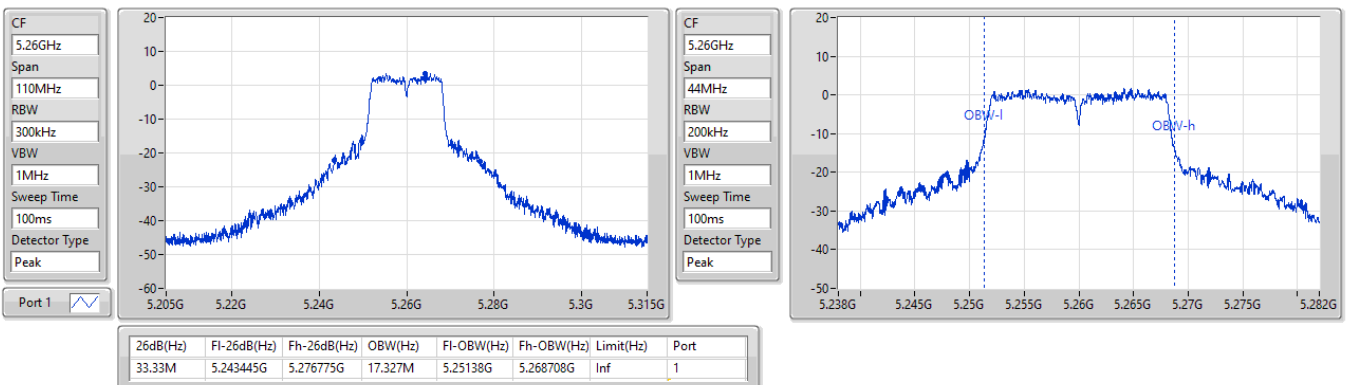 CF
5.26GHz
Span
110MHz
RBW
300kHz
VBW
1MHz
Sweep Time
100ms
Detector Type
Peak
Port 1
20
10
0
-10
-20
-30
-40
-50
-60
5.205G 5.22G 5.24G 5.26G 5.28G 5.3G 5.315G
CF
5.26GHz
Span
44MHz
RBW
200kHz
VBW
1MHz
Sweep Time
100ms
Detector Type
Peak
20
10
0
-10
-20
-30
-40
-50
OBW-l
OBW-h
5.238G 5.245G 5.25G 5.255G 5.26G 5.265G 5.27G 5.275G 5.282G
26dB(Hz) Fl-26dB(Hz) Fh-26dB(Hz) OBW(Hz) Fl-OBW(Hz) Fh-OBW(Hz) Limit(Hz) Port
33.33M 5.243445G 5.276775G 17.327M 5.25138G 5.268708G Inf 1